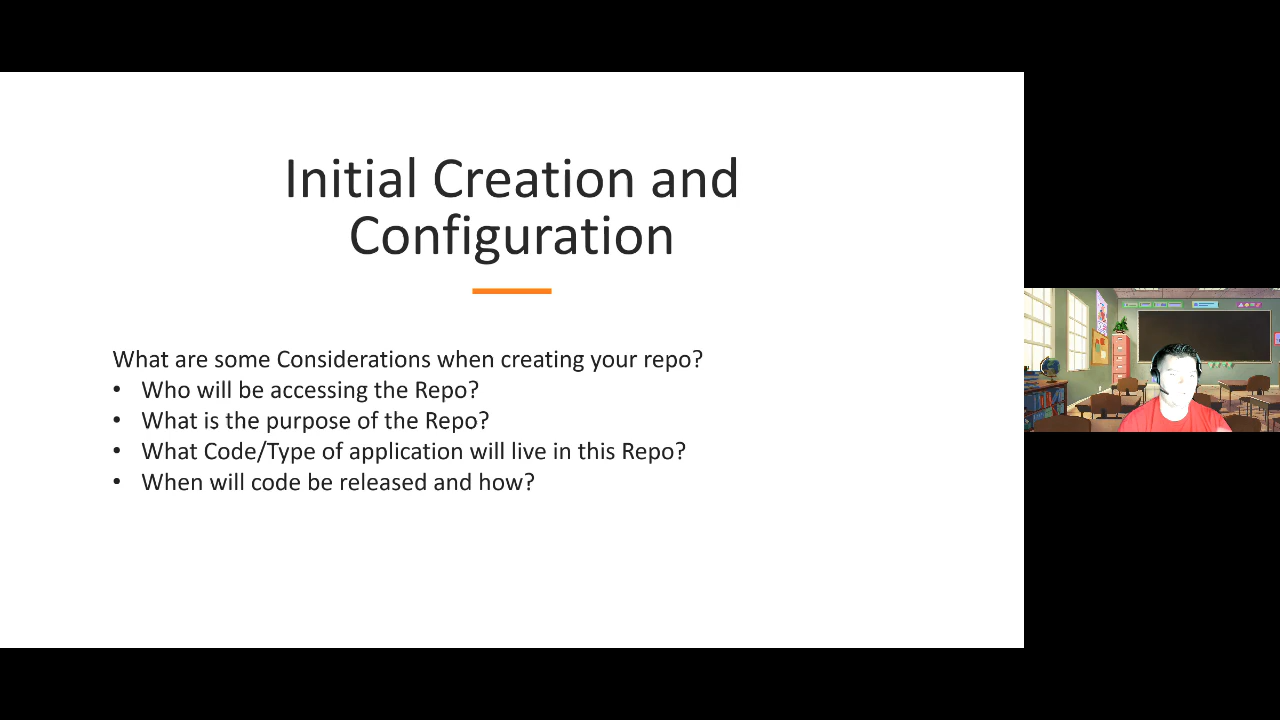 Initial Creation and
Configuration
What are some Considerations when creating your repo?
• Who will be accessing the Repo?
• What is the purpose of the Repo?
• What Code/Type of application will live in this Repo?
• When will code be released and how?